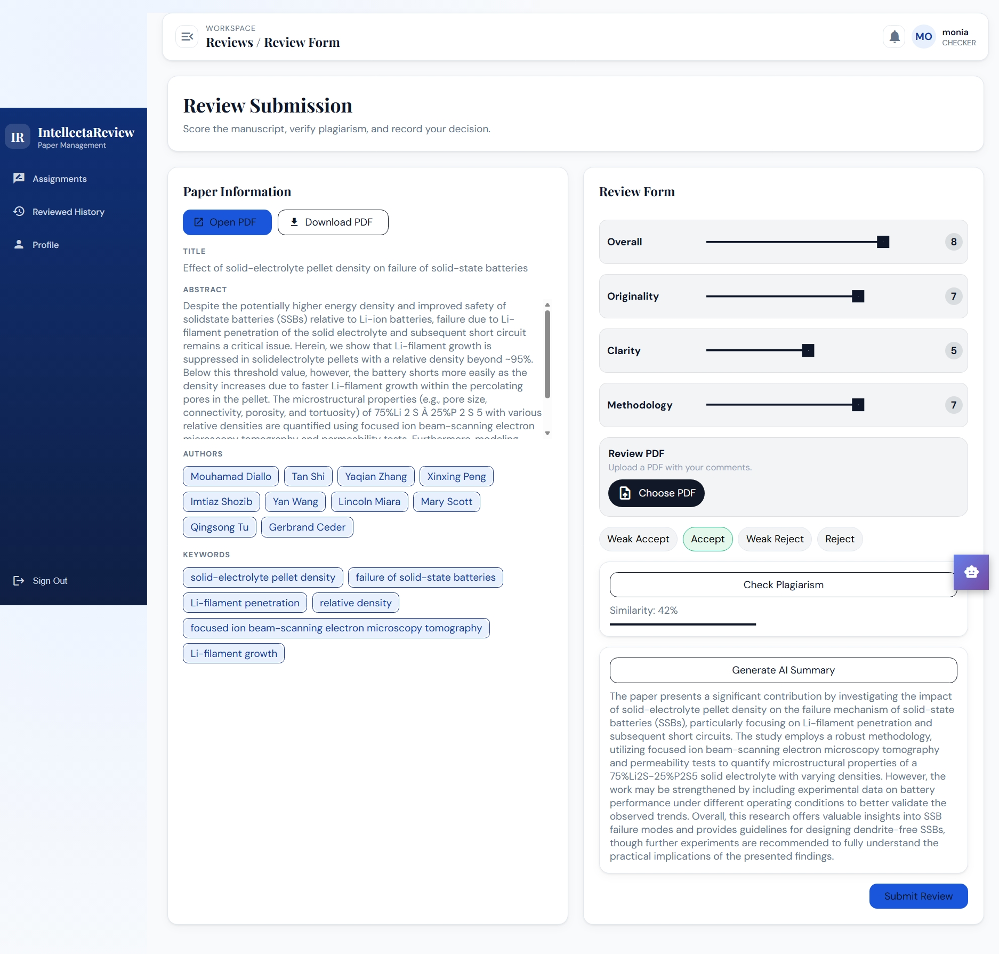 WORKSPACE
Reviews / Review Form
MO
monia
CHECKER
IR
IntellectaReview
Paper Management
Assignments
Reviewed History
Profile
Sign Out
Review Submission
Score the manuscript, verify plagiarism, and record your decision.
Paper Information
Open PDF
Download PDF
TITLE
Effect of solid-electrolyte pellet density on failure of solid-state batteries
ABSTRACT
Despite the potentially higher energy density and improved safety of
solidstate batteries (SSBs) relative to Li-ion batteries, failure due to Li-
filament penetration of the solid electrolyte and subsequent short circuit
remains a critical issue. Herein, we show that Li-filament growth is
suppressed in solidelectrolyte pellets with a relative density beyond ~95%.
Below this threshold value, however, the battery shorts more easily as the
density increases due to faster Li-filament growth within the percolating
pores in the pellet. The microstructural properties (e.g., pore size,
connectivity, porosity, and tortuosity) of 75%Li 2 S À 25%P 2 S 5 with various
relative densities are quantified using focused ion beam-scanning electron
microscopy tomography and permeability tests. Furthermore, modeling
AUTHORS
Mouhamad Diallo
Tan Shi
Yaqian Zhang
Xinxing Peng
Imtiaz Shozib
Yan Wang
Lincoln Miara
Mary Scott
Qingsong Tu
Gerbrand Ceder
KEYWORDS
solid-electrolyte pellet density
failure of solid-state batteries
Li-filament penetration
relative density
focused ion beam-scanning electron microscopy tomography
Li-filament growth
Review Form
Overall
8
Originality
7
Clarity
5
Methodology
7
Review PDF
Upload a PDF with your comments.
Choose PDF
Weak Accept
Accept
Weak Reject
Reject
Check Plagiarism
Similarity: 42%
Generate AI Summary
The paper presents a significant contribution by investigating the impact
of solid-electrolyte pellet density on the failure mechanism of solid-state
batteries (SSBs), particularly focusing on Li-filament penetration and
subsequent short circuits. The study employs a robust methodology,
utilizing focused ion beam-scanning electron microscopy tomography
and permeability tests to quantify microstructural properties of a
75%Li2S-25%P2S5 solid electrolyte with varying densities. However, the
work may be strengthened by including experimental data on battery
performance under different operating conditions to better validate the
observed trends. Overall, this research offers valuable insights into SSB
failure modes and provides guidelines for designing dendrite-free SSBs,
though further experiments are recommended to fully understand the
practical implications of the presented findings.
Submit Review